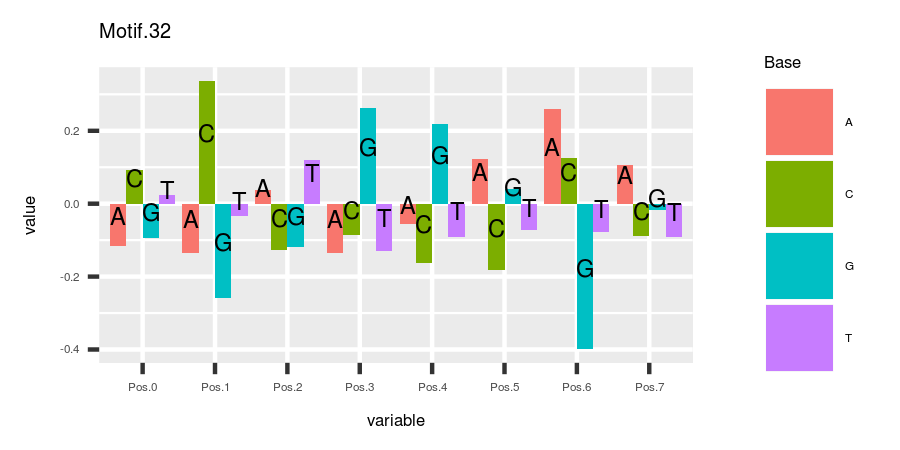 Motif.32
Base
A
C
G
T
value
0.2
0.0
-0.2
-0.4
A C G T A C G T A C G T A C G T A C G T A C G T A C G T A C G T
Pos.0 Pos.1 Pos.2 Pos.3 Pos.4 Pos.5 Pos.6 Pos.7
variable